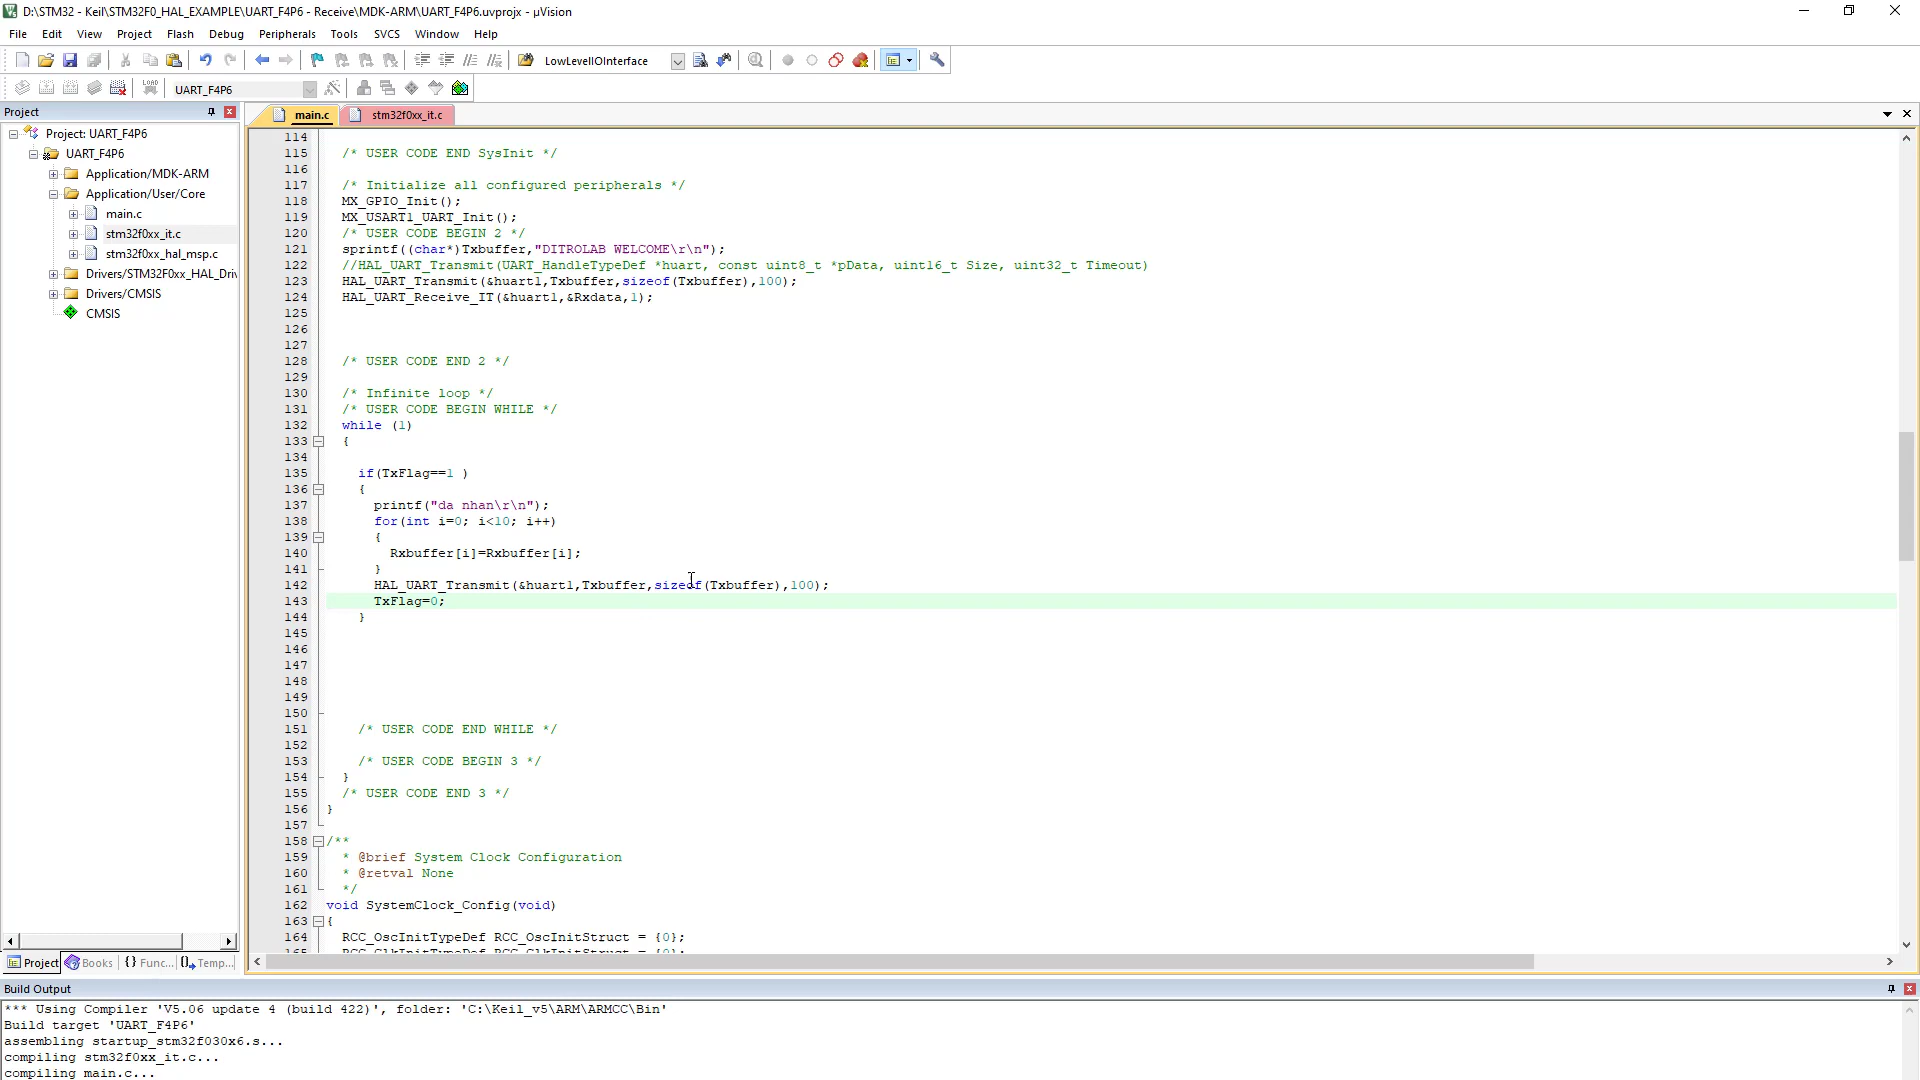 D:\STM32 - Keil\STM32F0_HAL_EXAMPLE\UART_F4P6 - Receive\MDK-ARM\UART_F4P6.uvprojx - µVision
File Edit View Project Flash Debug Peripherals Tools SVCS Window Help
LowLevelIOInterface
LOAD UART_F4P6
Project
Project: UART_F4P6
UART_F4P6
Application/MDK-ARM
Application/User/Core
main.c
stm32f0xx_it.c
stm32f0xx_hal_msp.c
Drivers/STM32F0xx_HAL_Driv
Drivers/CMSIS
CMSIS
Project Books {} Func... Temp...
main.c stm32f0xx_it.c
114
115 /* USER CODE END SysInit */
116
117 /* Initialize all configured peripherals */
118 MX_GPIO_Init();
119 MX_USART1_UART_Init();
120 /* USER CODE BEGIN 2 */
121 sprintf((char*)Txbuffer,"DITROLAB WELCOME\r\n");
122 //HAL_UART_Transmit(UART_HandleTypeDef *huart, const uint8_t *pData, uint16_t Size, uint32_t Timeout)
123 HAL_UART_Transmit(&huart1,Txbuffer,sizeof(Txbuffer),100);
124 HAL_UART_Receive_IT(&huart1,&Rxdata,1);
125
126
127
128 /* USER CODE END 2 */
129
130 /* Infinite loop */
131 /* USER CODE BEGIN WHILE */
132 while (1)
133 {
134
135 if(TxFlag==1 )
136 {
137 printf("da nhan\r\n");
138 for(int i=0; i<10; i++)
139 {
140 Rxbuffer[i]=Rxbuffer[i];
141 }
142 HAL_UART_Transmit(&huart1,Txbuffer,sizeof(Txbuffer),100);
143 TxFlag=0;
144 }
145
146
147
148
149
150
151 /* USER CODE END WHILE */
152
153 /* USER CODE BEGIN 3 */
154 }
155 /* USER CODE END 3 */
156 }
157
158 /**
159 * @brief System Clock Configuration
160 * @retval None
161 */
162 void SystemClock_Config(void)
163 {
164 RCC_OscInitTypeDef RCC_OscInitStruct = {0};
165 RCC_ClkInitTypeDef RCC_ClkInitStruct = {0};
Build Output
*** Using Compiler 'V5.06 update 4 (build 422)', folder: 'C:\Keil_v5\ARM\ARMCC\Bin'
Build target 'UART_F4P6'
assembling startup_stm32f030x6.s...
compiling stm32f0xx_it.c...
compiling main.c...